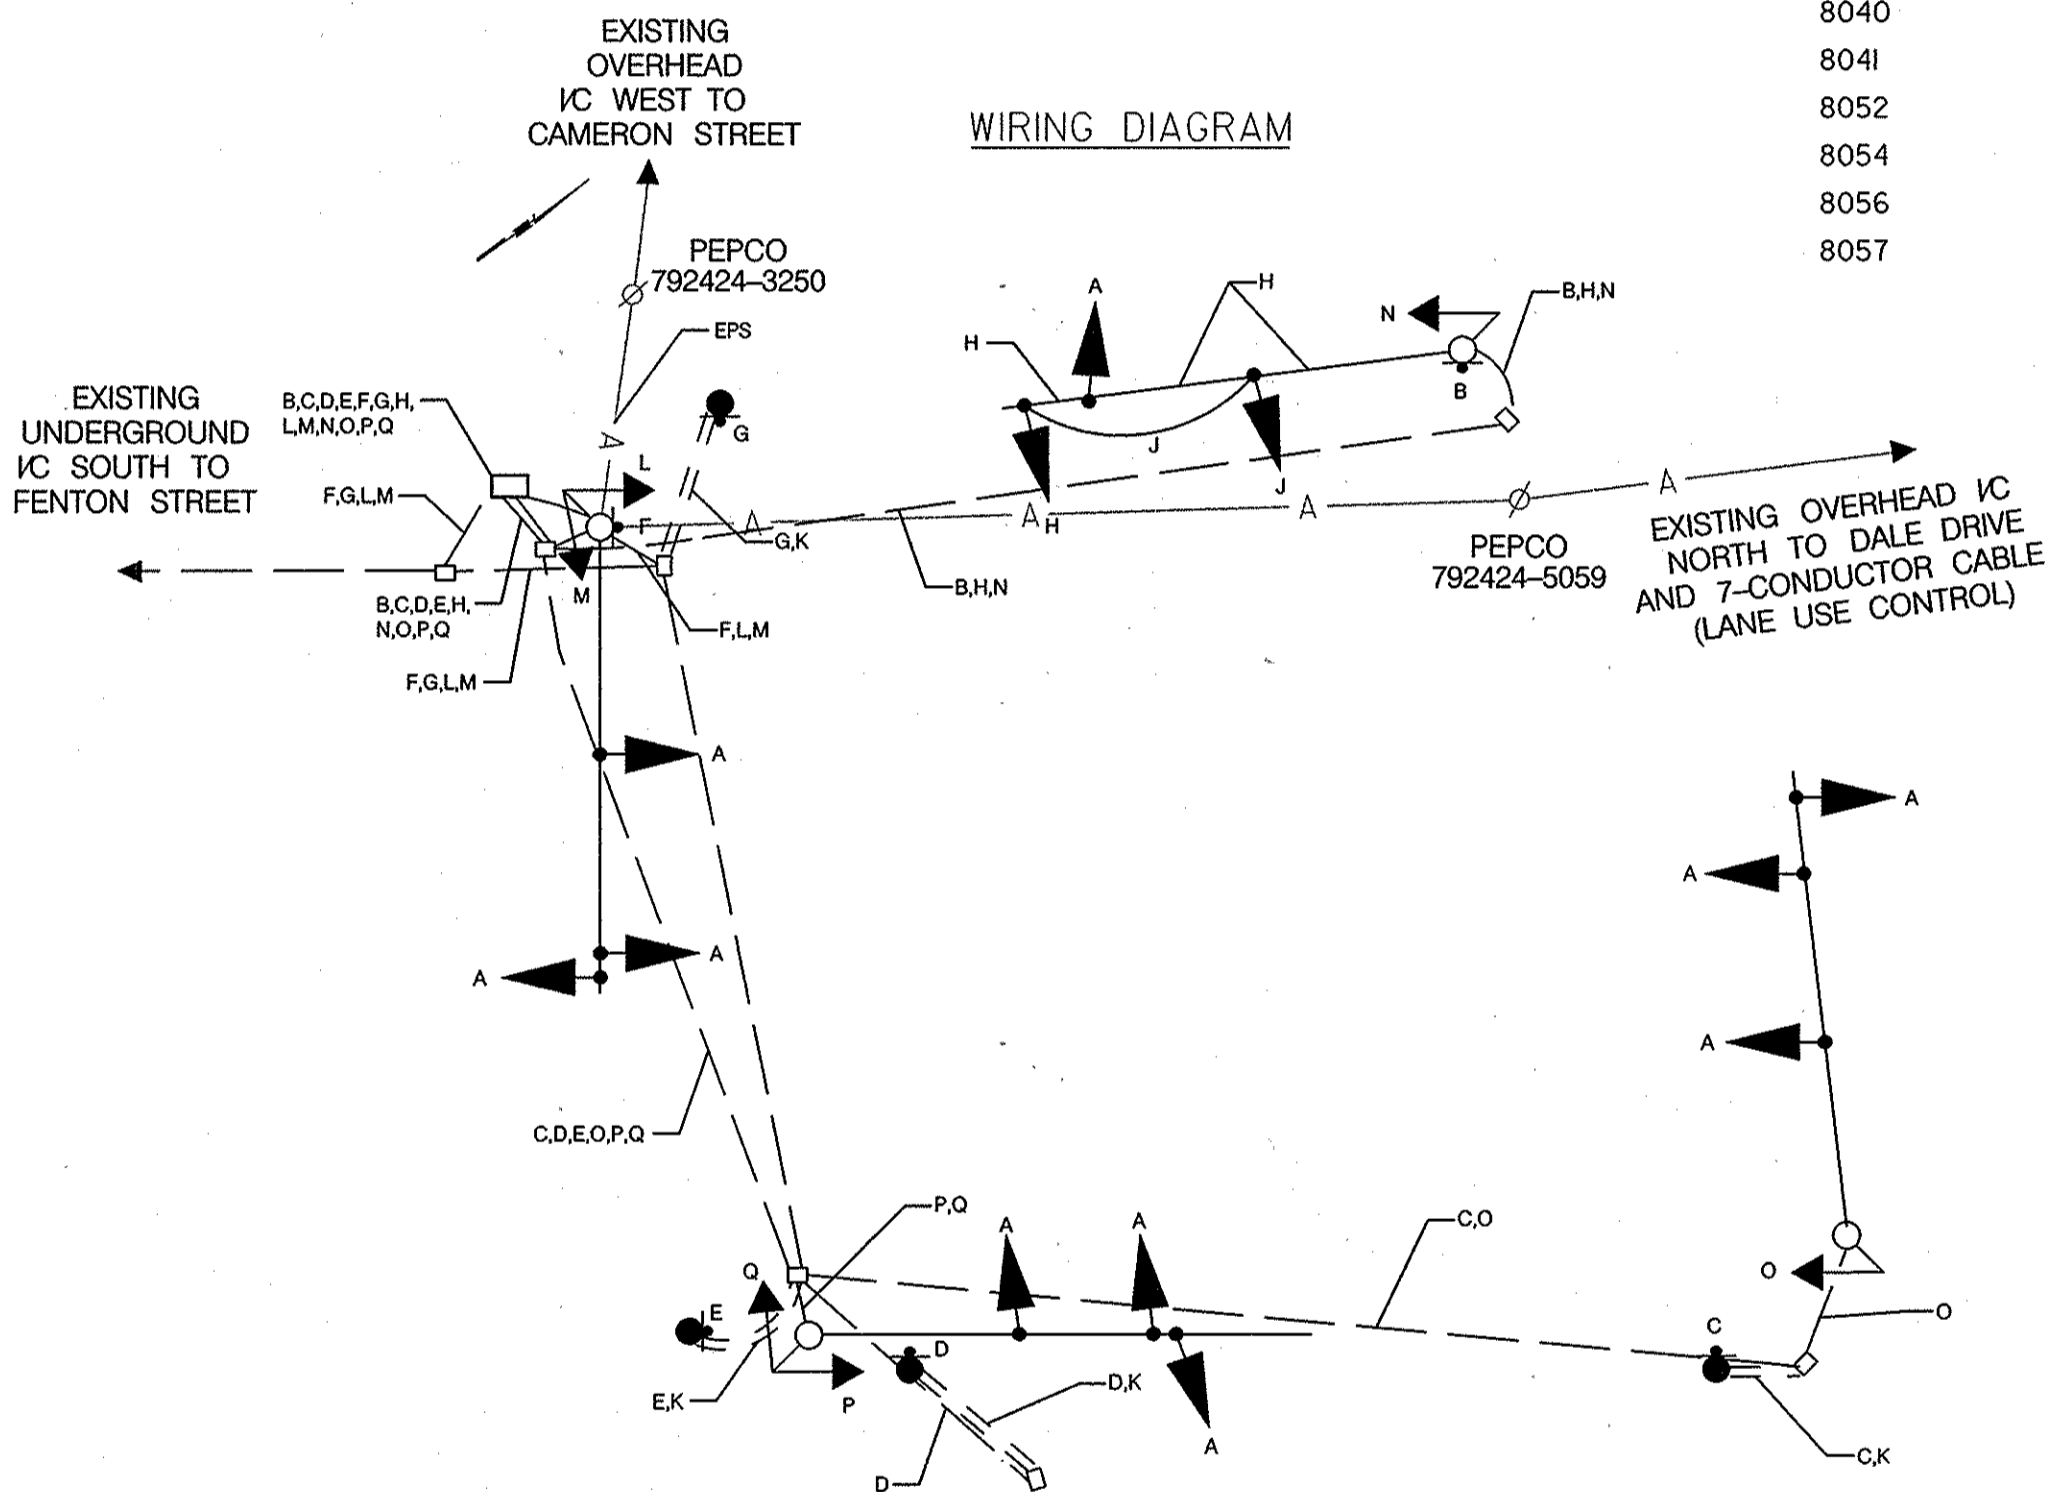 8040
8041
8052
8054
8056
8057
EXISTING
OVERHEAD
I/C WEST TO
CAMERON STREET
WIRING DIAGRAM
PEPCO
792424-3250
EPS
A
H
H
J
J
H
N
B
B,H,N
EXISTING
UNDERGROUND
I/C SOUTH TO
FENTON STREET
B,C,D,E,F,G,H,
L,M,N,O,P,Q
F,G,L,M
A
G
L
F
M
A
G,K
A
A
A
B,H,N
PEPCO
792424-5059
EXISTING OVERHEAD I/C
NORTH TO DALE DRIVE
AND 7-CONDUCTOR CABLE
(LANE USE CONTROL)
B,C,D,E,H,
N,O,P,Q
F,L,M
F,G,L,M
A
A
A
A
A
A
C,D,E,O,P,Q
P,Q
A
A
C,O
Q
E
O
O
C
D
P
E,K
D,K
A
D
C,K